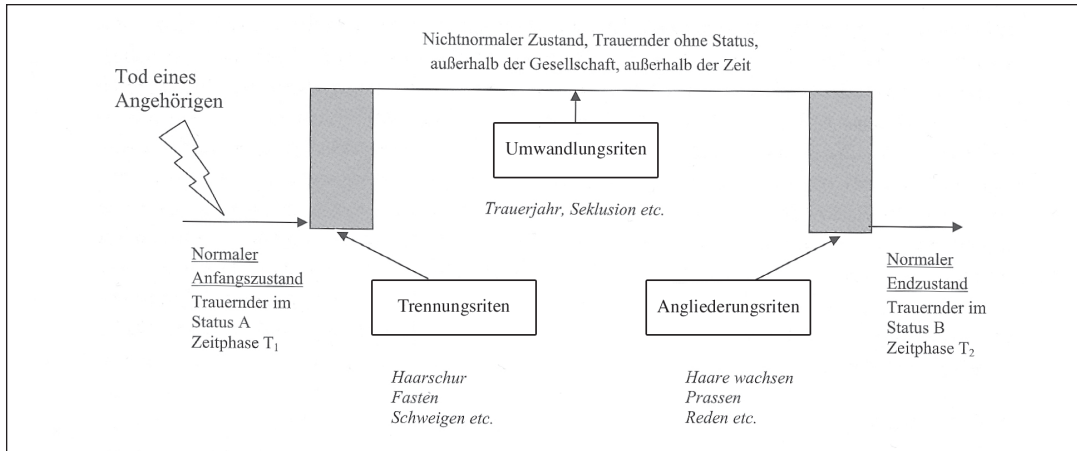 Nichtnormaler Zustand, Trauernder ohne Status,
außerhalb der Gesellschaft, außerhalb der Zeit
Tod eines
Angehörigen
Umwandlungsriten
Trauerjahr, Seklusion etc.
Normaler
Anfangszustand
Trauernder im
Status A
Zeitphase T₁
Trennungsriten
Haarschur
Fasten
Schweigen etc.
Angliederungsriten
Haare wachsen
Prassen
Reden etc.
Normaler
Endzustand
Trauernder im
Status B
Zeitphase T₂